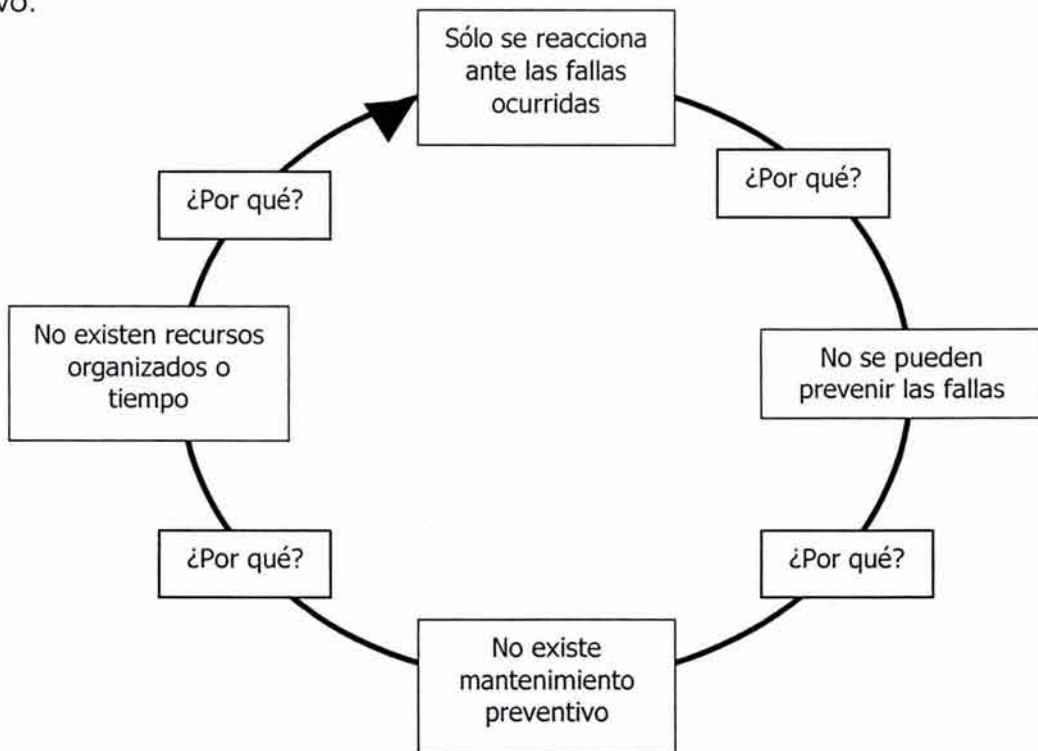 vo.
Sólo se reacciona
ante las fallas
ocurridas
¿Por qué?
¿Por qué?
No existen recursos
organizados o
tiempo
No se pueden
prevenir las fallas
¿Por qué?
¿Por qué?
No existe
mantenimiento
preventivo